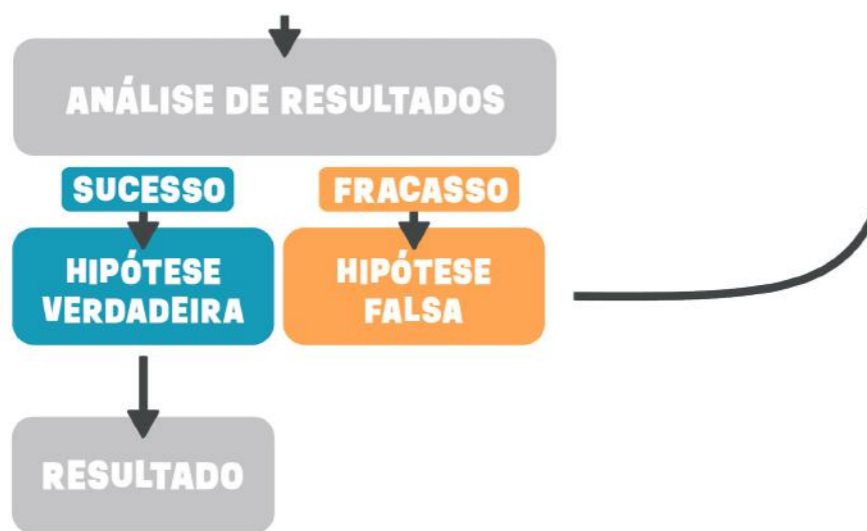 ANÁLISE DE RESULTADOS
SUCESSO
FRACASSO
HIPÓTESE
VERDADEIRA
HIPÓTESE
FALSA
RESULTADO